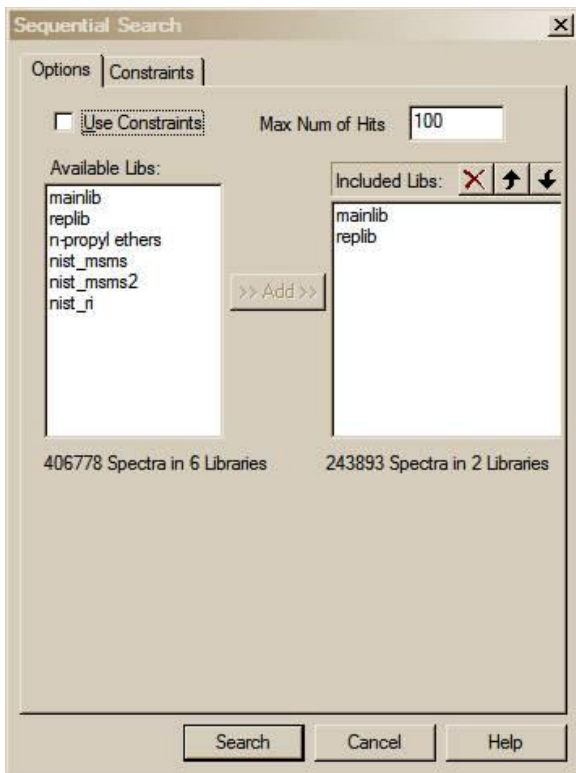 Sequential Search
Options Constraints
Use Constraints Max Num of Hits 100
Available Libs:
mainlib
replib
n-propyl ethers
nist_msms
nist_msms2
nist_ri
>> Add >>
Included Libs:
mainlib
replib
406778 Spectra in 6 Libraries 243893 Spectra in 2 Libraries
Search Cancel Help